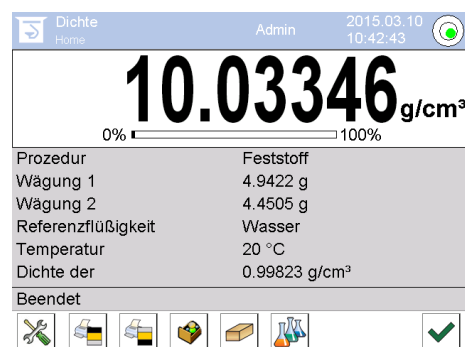 Dichte
Home
Admin
2015.03.10
10:42:43
10.03346 g/cm³
0% 100%
Prozedur Feststoff
Wägung 1 4.9422 g
Wägung 2 4.4505 g
Referenzflüßigkeit Wasser
Temperatur 20 °C
Dichte der 0.99823 g/cm³
Beendet